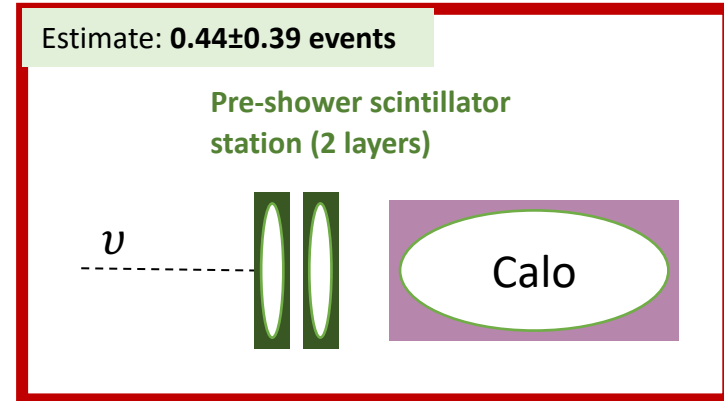 Estimate: 0.44±0.39 events
Pre-shower scintillator
station (2 layers)
𝜐
Calo